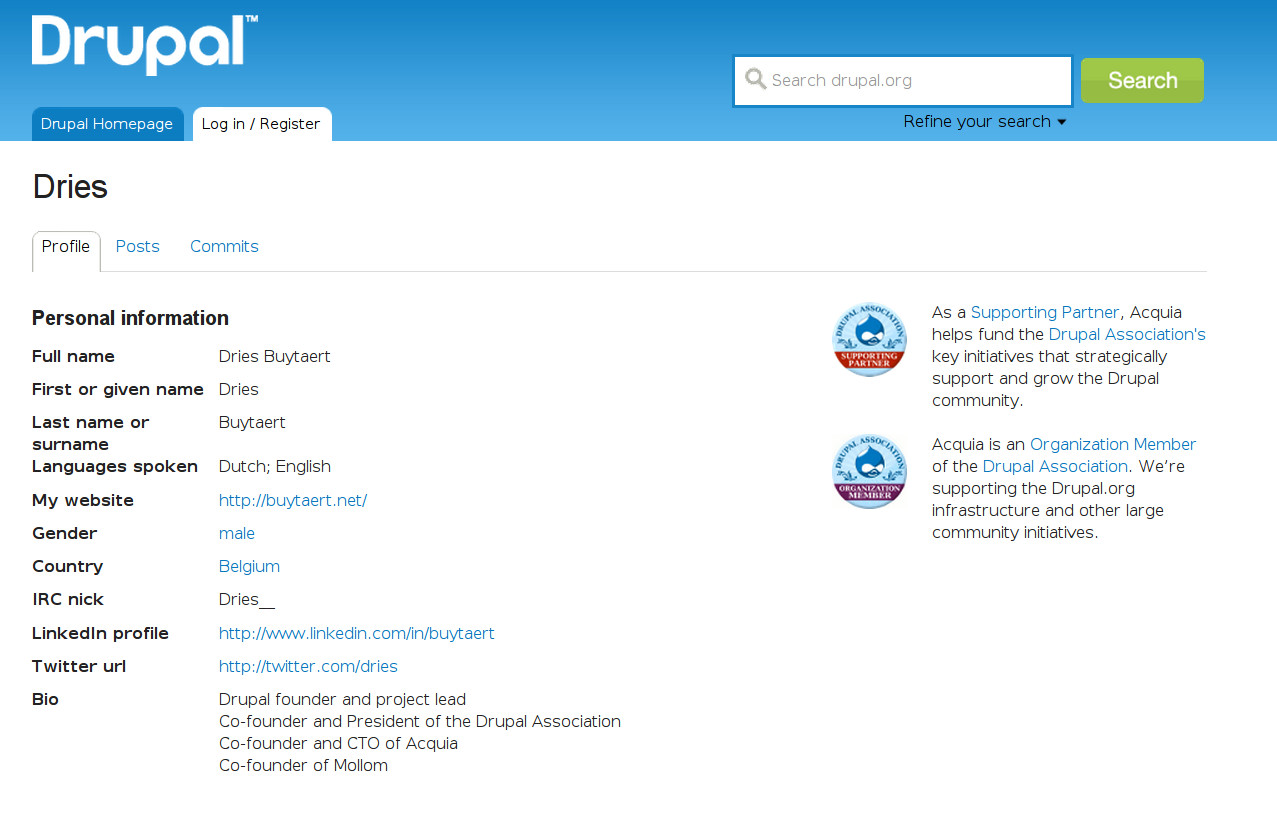 Drupal™
Search drupal.org
Search
Drupal Homepage
Log in / Register
Refine your search
Dries
Profile
Posts
Commits
Personal information
Full name Dries Buytaert
First or given name Dries
Last name or Buytaert
surname
Languages spoken Dutch; English
My website http://buytaert.net/
Gender male
Country Belgium
IRC nick Dries__
LinkedIn profile http://www.linkedin.com/in/buytaert
Twitter url http://twitter.com/dries
Bio Drupal founder and project lead
Co-founder and President of the Drupal Association
Co-founder and CTO of Acquia
Co-founder of Mollom
DRUPAL ASSOCIATION
SUPPORTING
PARTNER
As a Supporting Partner, Acquia
helps fund the Drupal Association's
key initiatives that strategically
support and grow the Drupal
community.
DRUPAL ASSOCIATION
ORGANIZATION
MEMBER
Acquia is an Organization Member
of the Drupal Association. We’re
supporting the Drupal.org
infrastructure and other large
community initiatives.